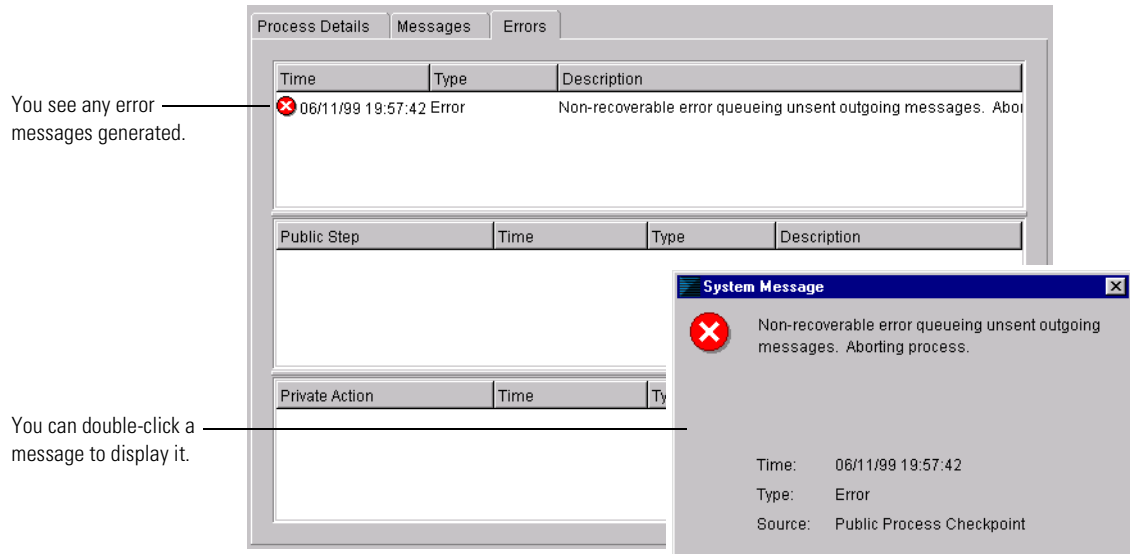 Process Details Messages Errors
Time Type Description
You see any error
messages generated.
06/11/99 19:57:42 Error Non-recoverable error queueing unsent outgoing messages. Abor
Public Step Time Type Description
System Message
Non-recoverable error queueing unsent outgoing
messages. Aborting process.
Private Action Time Ty
You can double-click a
message to display it.
Time: 06/11/99 19:57:42
Type: Error
Source: Public Process Checkpoint